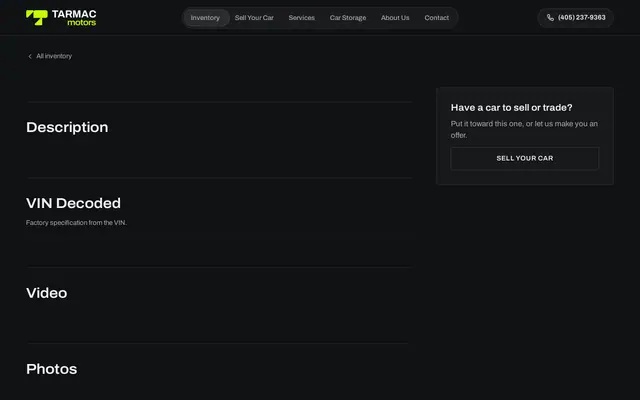 TARMAC
motors
Inventory
Sell Your Car
Services
Car Storage
About Us
Contact
(405) 237-9363
All inventory
Have a car to sell or trade?
Put it toward this one, or let us make you an
offer.
SELL YOUR CAR
Description
VIN Decoded
Factory specification from the VIN.
Video
Photos